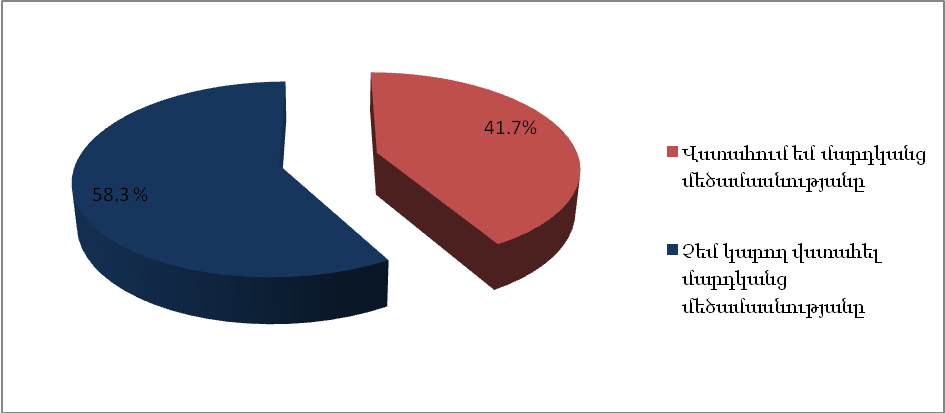 41.7%
58.3 %
Վստահում եմ մարդկանց
մեծամասնությանը
Չեմ կարող վստահել
մարդկանց
մեծամասնությանը